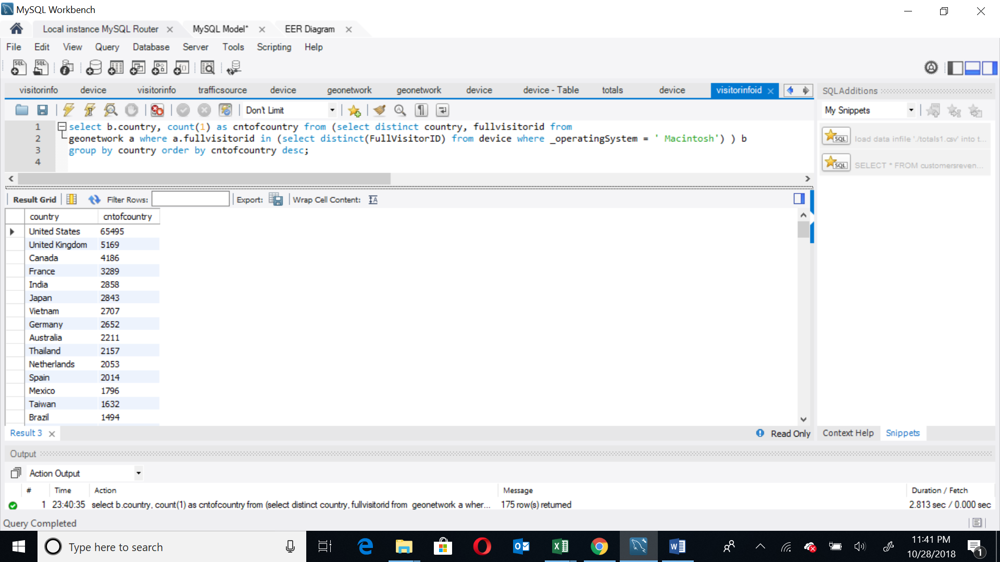 MySQL Workbench
Local instance MySQL Router
MySQL Model*
EER Diagram
File Edit View Query Database Server Tools Scripting Help
visitorinfo device visitorinfo trafficsource device geonetwork geonetwork device device - Table totals device visitorinfoid
SQLAdditions
Don't Limit
My Snippets
1 select b.country, count(1) as cntofcountry from (select distinct country, fullvisitorid from
2 geonetwork a where a.fullvisitorid in (select distinct(FullVisitorID) from device where _operatingSystem = ' Macintosh') ) b
3 group by country order by cntofcountry desc;
4
SQL load data infile './totals1.csv' into t...
SQL SELECT * FROM customersreven...
Result Grid Filter Rows: Export: Wrap Cell Content:
country cntofcountry
United States 65495
United Kingdom 5169
Canada 4186
France 3289
India 2858
Japan 2843
Vietnam 2707
Germany 2652
Australia 2211
Thailand 2157
Netherlands 2053
Spain 2014
Mexico 1796
Taiwan 1632
Brazil 1494
Result 3
Read Only
Context Help Snippets
Output
Action Output
# Time Action Message Duration / Fetch
1 23:40:35 select b.country, count(1) as cntofcountry from (select distinct country, fullvisitorid from geonetwork a wher... 175 row(s) returned 2.813 sec / 0.000 sec
Query Completed
Type here to search
11:41 PM
10/28/2018
1